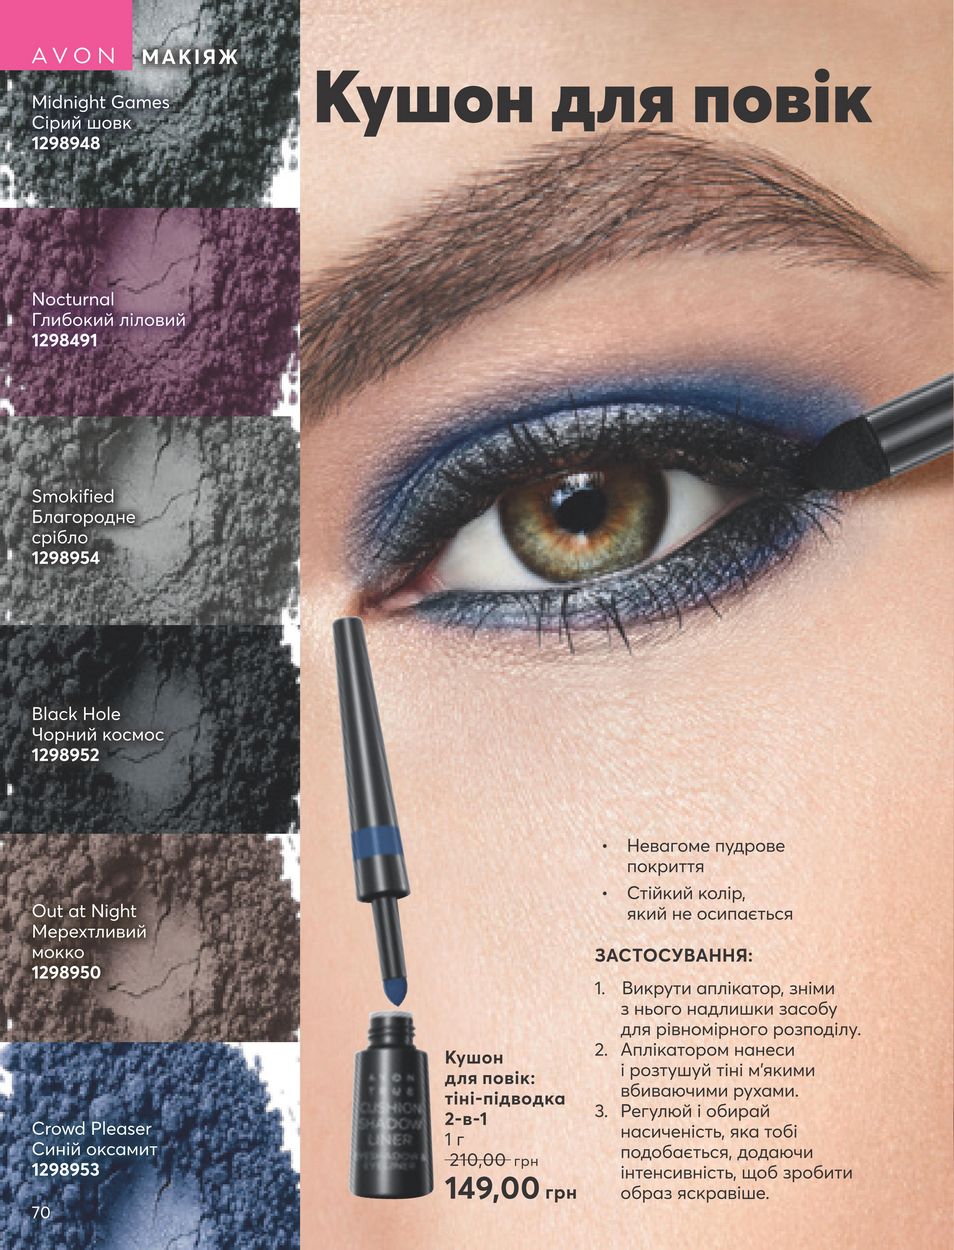 AVON МАКІЯЖ
Кушон для повік
Midnight Games
Сірий шовк
1298948
Nocturnal
Глибокий ліловий
1298491
Smokified
Благородне
срібло
1298954
Black Hole
Чорний космос
1298952
Out at Night
Мерехтливий
мокко
1298950
Crowd Pleaser
Синій оксамит
1298953
70
AVON
TRUE
CUSHION
SHADOW
LINER
EYESHADOW &
EYELINER
Кушон
для повік:
тіні-підводка
2-в-1
1 г
210,00 грн
149,00 грн
• Невагоме пудрове
покриття
• Стійкий колір,
який не осипається
ЗАСТОСУВАННЯ:
1. Викрути аплікатор, зніми
з нього надлишки засобу
для рівномірного розподілу.
2. Аплікатором нанеси
і розтушуй тіні м'якими
вбиваючими рухами.
3. Регулюй і обирай
насиченість, яка тобі
подобається, додаючи
інтенсивність, щоб зробити
образ яскравіше.